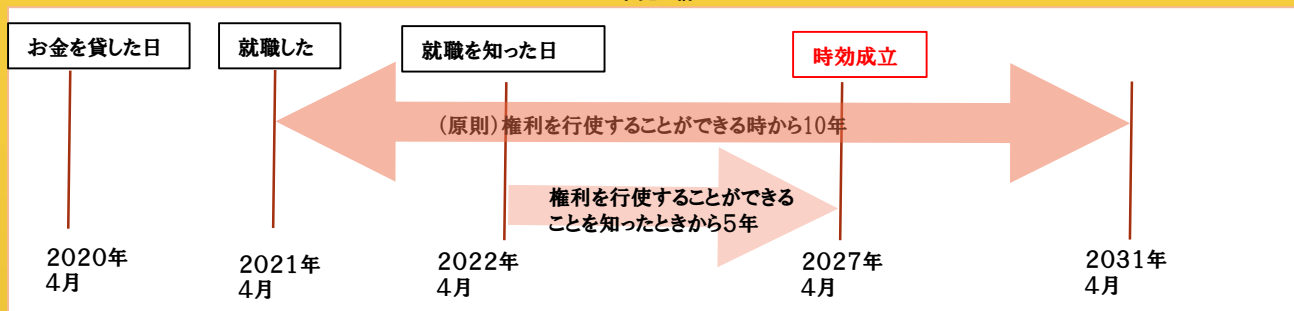 お金を貸した日
就職した
就職を知った日
時効成立
(原則)権利を行使することができる時から10年
権利を行使することができる
ことを知ったときから5年
2020年
4月
2021年
4月
2022年
4月
2027年
4月
2031年
4月